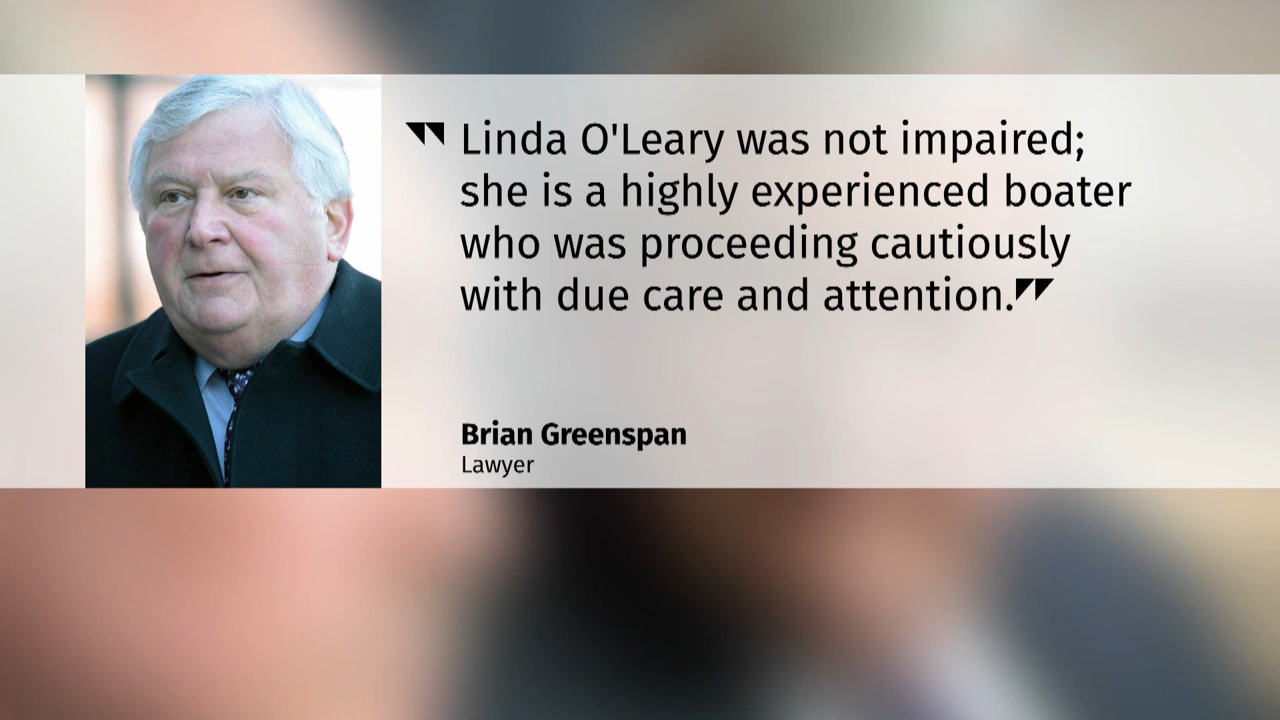 "Linda O'Leary was not impaired;
she is a highly experienced boater
who was proceeding cautiously
with due care and attention."
Brian Greenspan
Lawyer